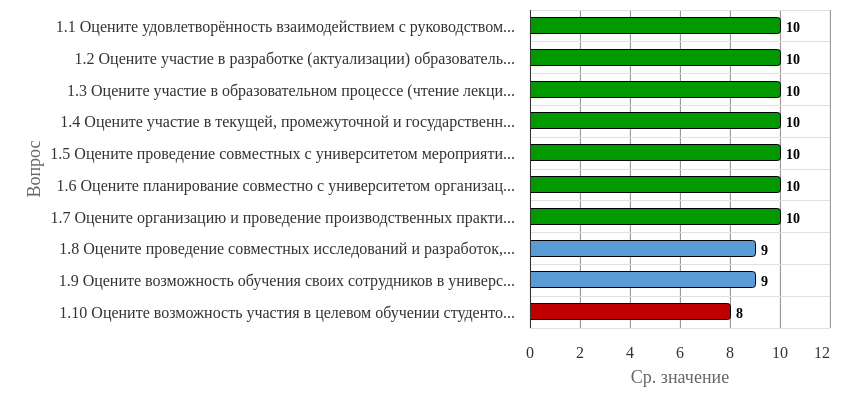 1.1 Оцените удовлетворённость взаимодействием с руководством... 10
1.2 Оцените участие в разработке (актуализации) образователь... 10
1.3 Оцените участие в образовательном процессе (чтение лекци... 10
1.4 Оцените участие в текущей, промежуточной и государственн... 10
1.5 Оцените проведение совместных с университетом мероприяти... 10
1.6 Оцените планирование совместно с университетом организац... 10
1.7 Оцените организацию и проведение производственных практи... 10
1.8 Оцените проведение совместных исследований и разработок,... 9
1.9 Оцените возможность обучения своих сотрудников в универс... 9
1.10 Оцените возможность участия в целевом обучении студенто... 8
Вопрос
0 2 4 6 8 10 12
Ср. значение